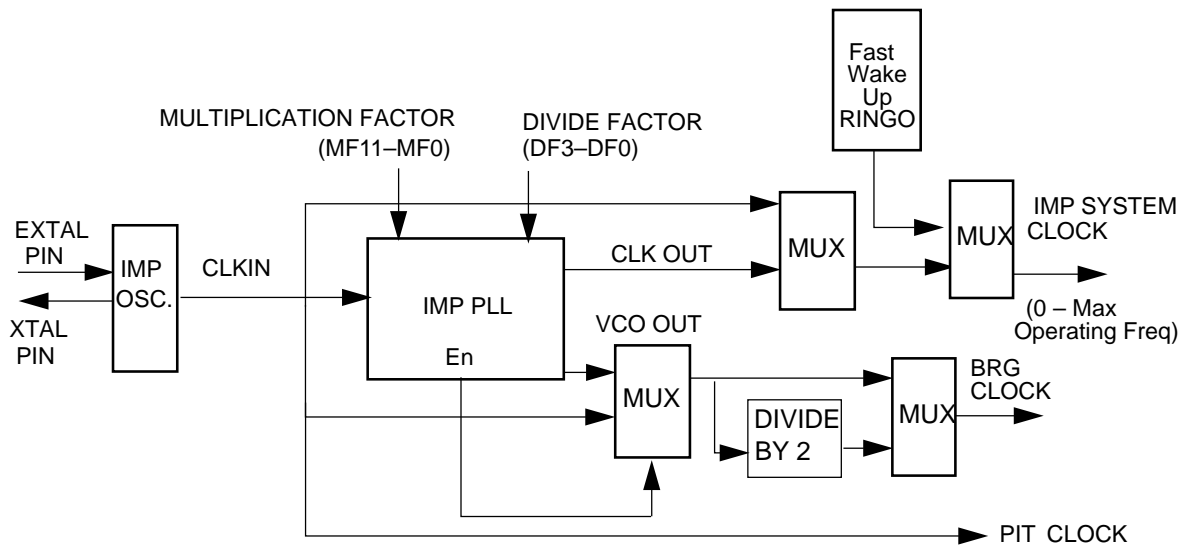 Fast
Wake
Up
RINGO
MULTIPLICATION FACTOR
(MF11–MF0)
DIVIDE FACTOR
(DF3–DF0)
EXTAL
PIN
XTAL
PIN
IMP
OSC.
CLKIN
IMP PLL
En
CLK OUT
VCO OUT
MUX
MUX
IMP SYSTEM
CLOCK
(0 – Max
Operating Freq)
MUX
DIVIDE
BY 2
MUX
BRG
CLOCK
PIT CLOCK